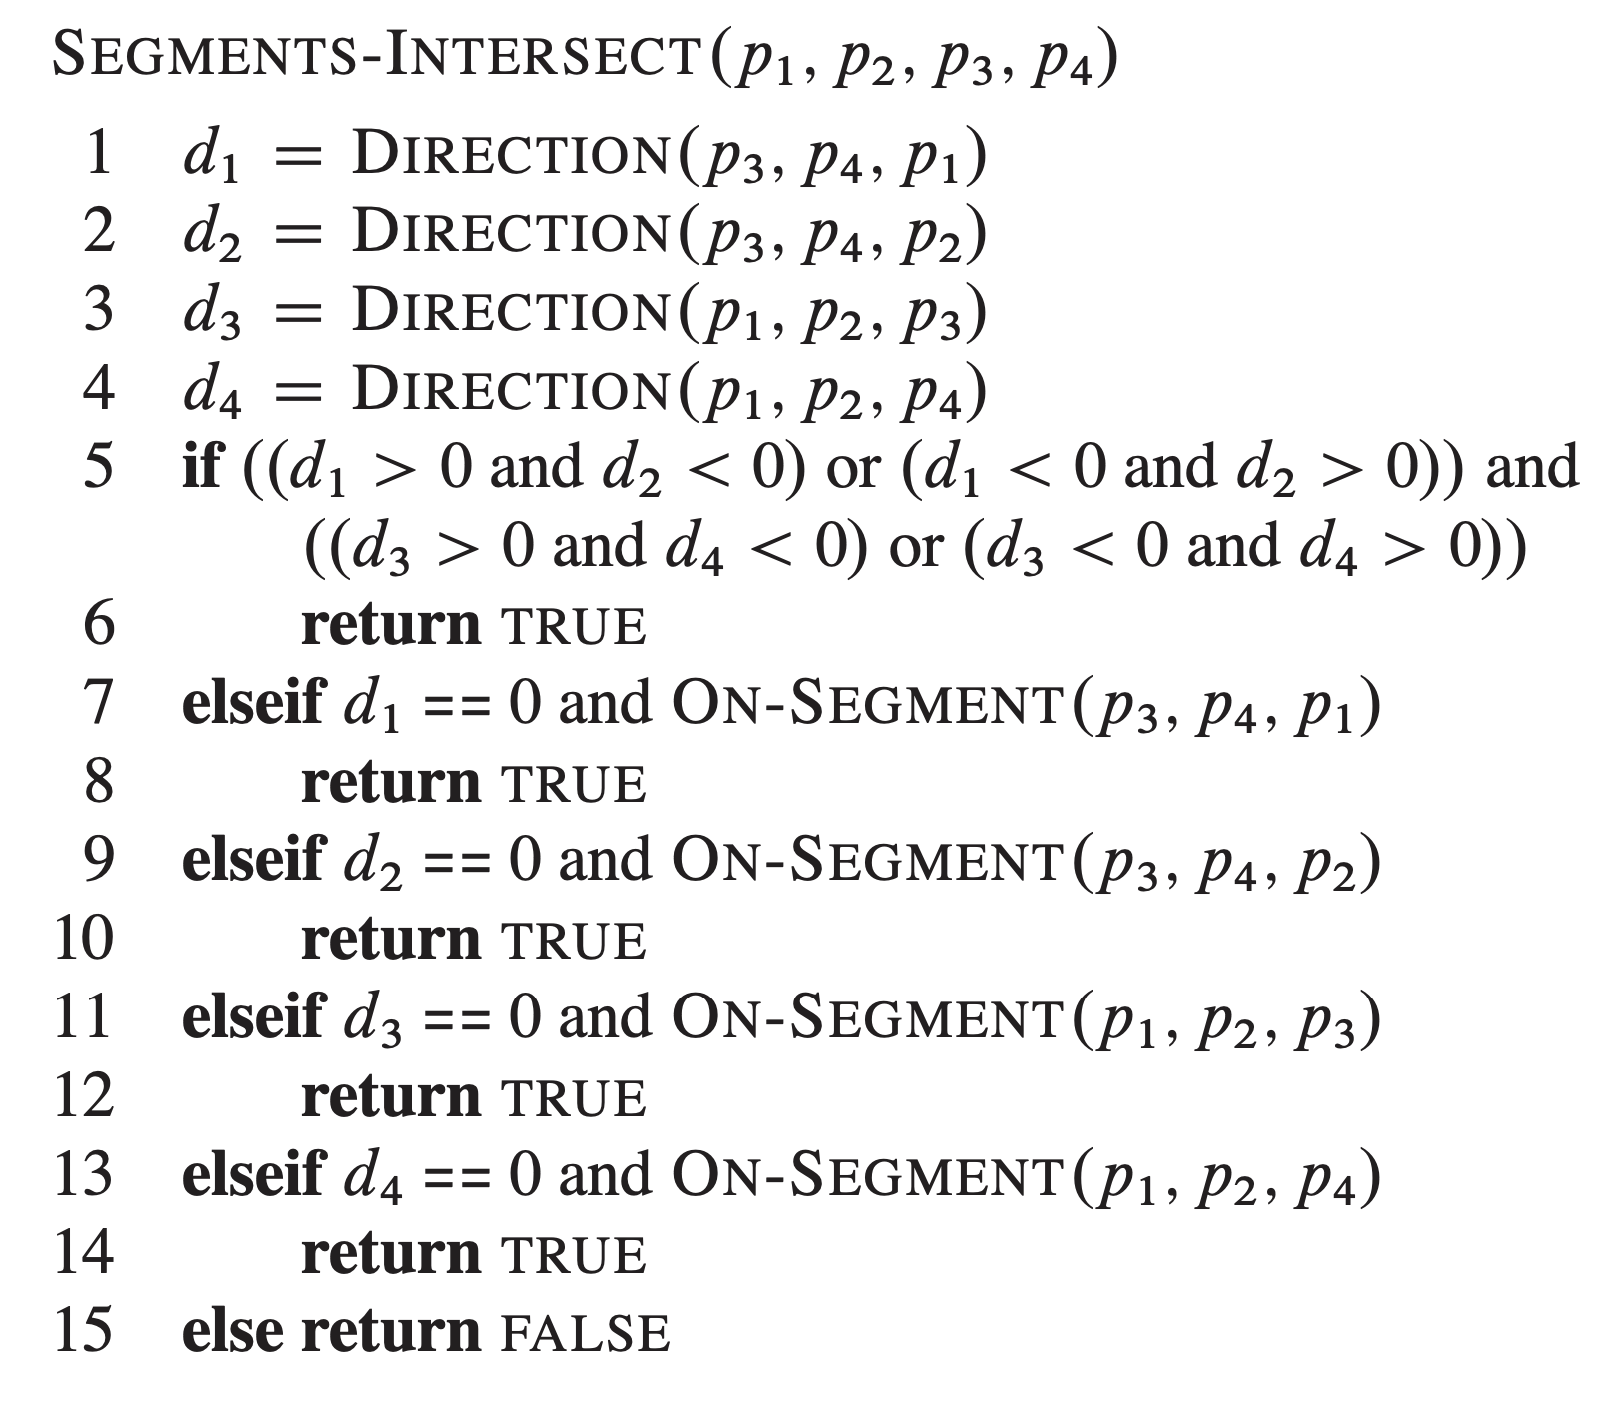 SEGMENTS-INTERSECT(p₁, p₂, p₃, p₄)
1 d₁ = DIRECTION(p₃, p₄, p₁)
2 d₂ = DIRECTION(p₃, p₄, p₂)
3 d₃ = DIRECTION(p₁, p₂, p₃)
4 d₄ = DIRECTION(p₁, p₂, p₄)
5 if ((d₁ > 0 and d₂ < 0) or (d₁ < 0 and d₂ > 0)) and
((d₃ > 0 and d₄ < 0) or (d₃ < 0 and d₄ > 0))
6 return TRUE
7 elseif d₁ == 0 and ON-SEGMENT(p₃, p₄, p₁)
8 return TRUE
9 elseif d₂ == 0 and ON-SEGMENT(p₃, p₄, p₂)
10 return TRUE
11 elseif d₃ == 0 and ON-SEGMENT(p₁, p₂, p₃)
12 return TRUE
13 elseif d₄ == 0 and ON-SEGMENT(p₁, p₂, p₄)
14 return TRUE
15 else return FALSE